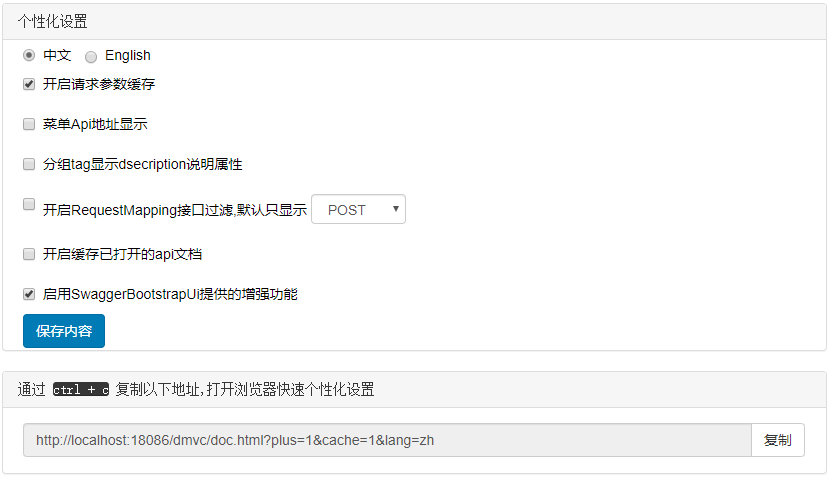 个性化设置
中文 English
开启请求参数缓存
菜单Api地址显示
分组tag显示dsecription说明属性
开启RequestMapping接口过滤,默认只显示 POST
开启缓存已打开的api文档
启用SwaggerBootstrapUi提供的增强功能
保存内容
通过 ctrl + c 复制以下地址,打开浏览器快速个性化设置
http://localhost:18086/dmvc/doc.html?plus=1&cache=1&lang=zh 复制